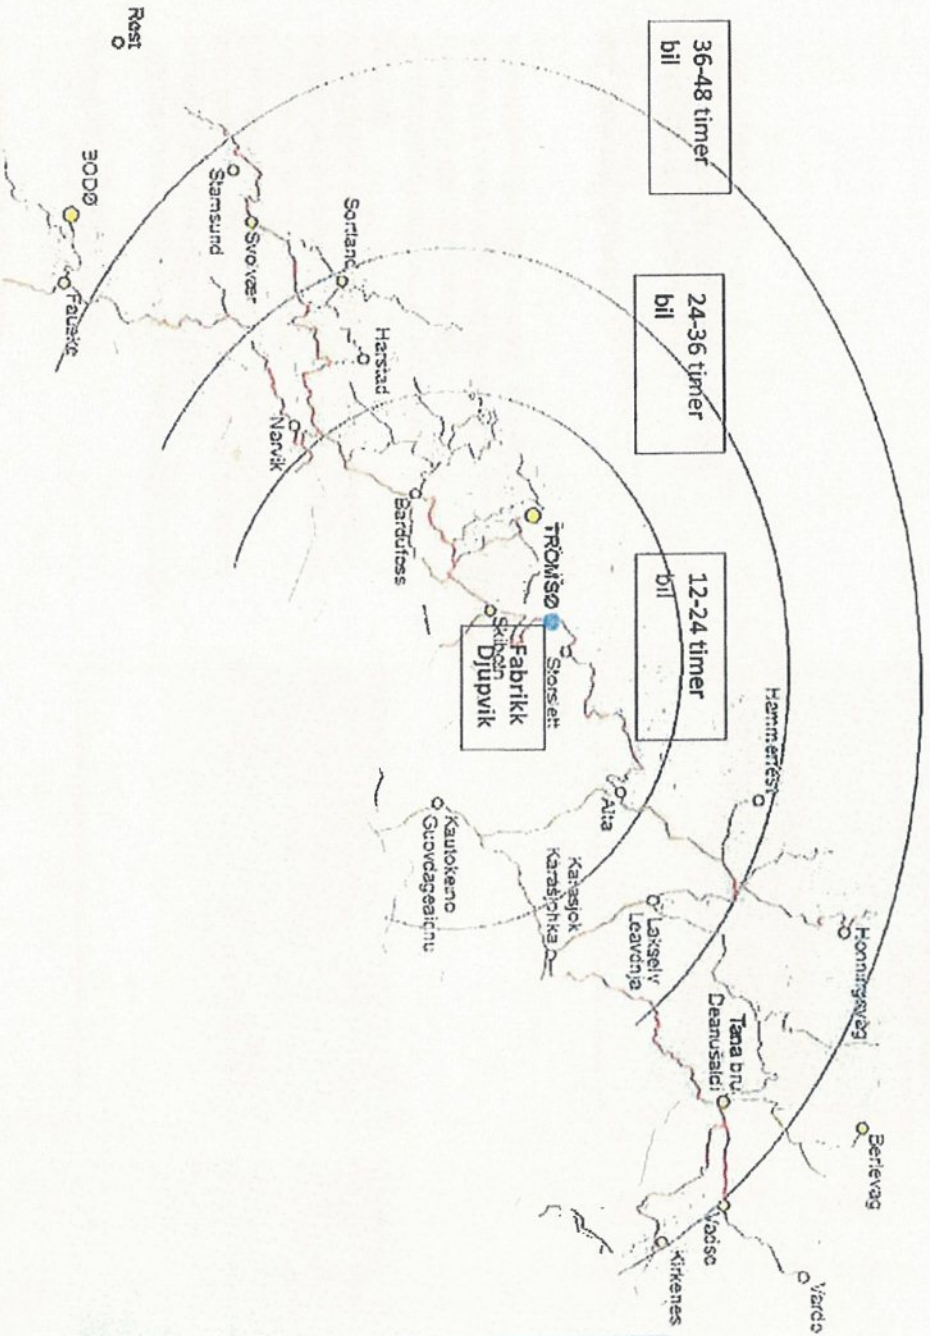 36-48 timer
bil
24-36 timer
bil
12-24 timer
bil
Røst
BODØ
Fauske
Stamsund
Svolvær
Sortland
Harstad
Narvik
Bardufoss
TROMSØ
Skibotn
Fabrikk
Djupvik
Storslett
Alta
Hammerfest
Kautokeino
Guovdageaidnu
Karasjok
Karašjohka
Lakselv
Leavdnja
Honningsvåg
Tana bru
Deanušaldi
Berlevåg
Vadsø
Kirkenes
Vardø